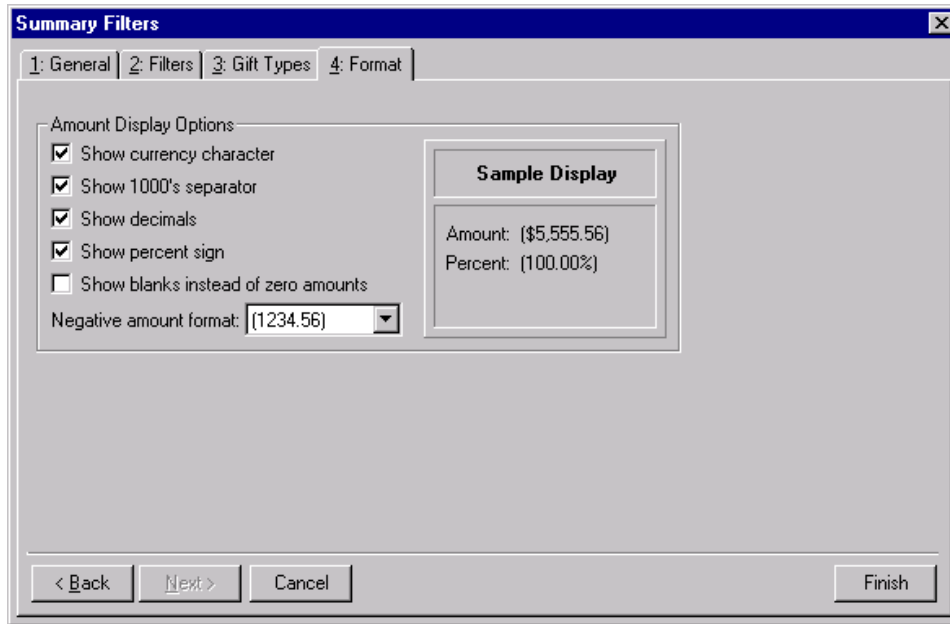 Summary Filters
1: General 2: Filters 3: Gift Types 4: Format
Amount Display Options
Show currency character
Show 1000's separator
Show decimals
Show percent sign
Show blanks instead of zero amounts
Negative amount format: (1234.56)
Sample Display
Amount: ($5,555.56)
Percent: (100.00%)
< Back Next > Cancel Finish